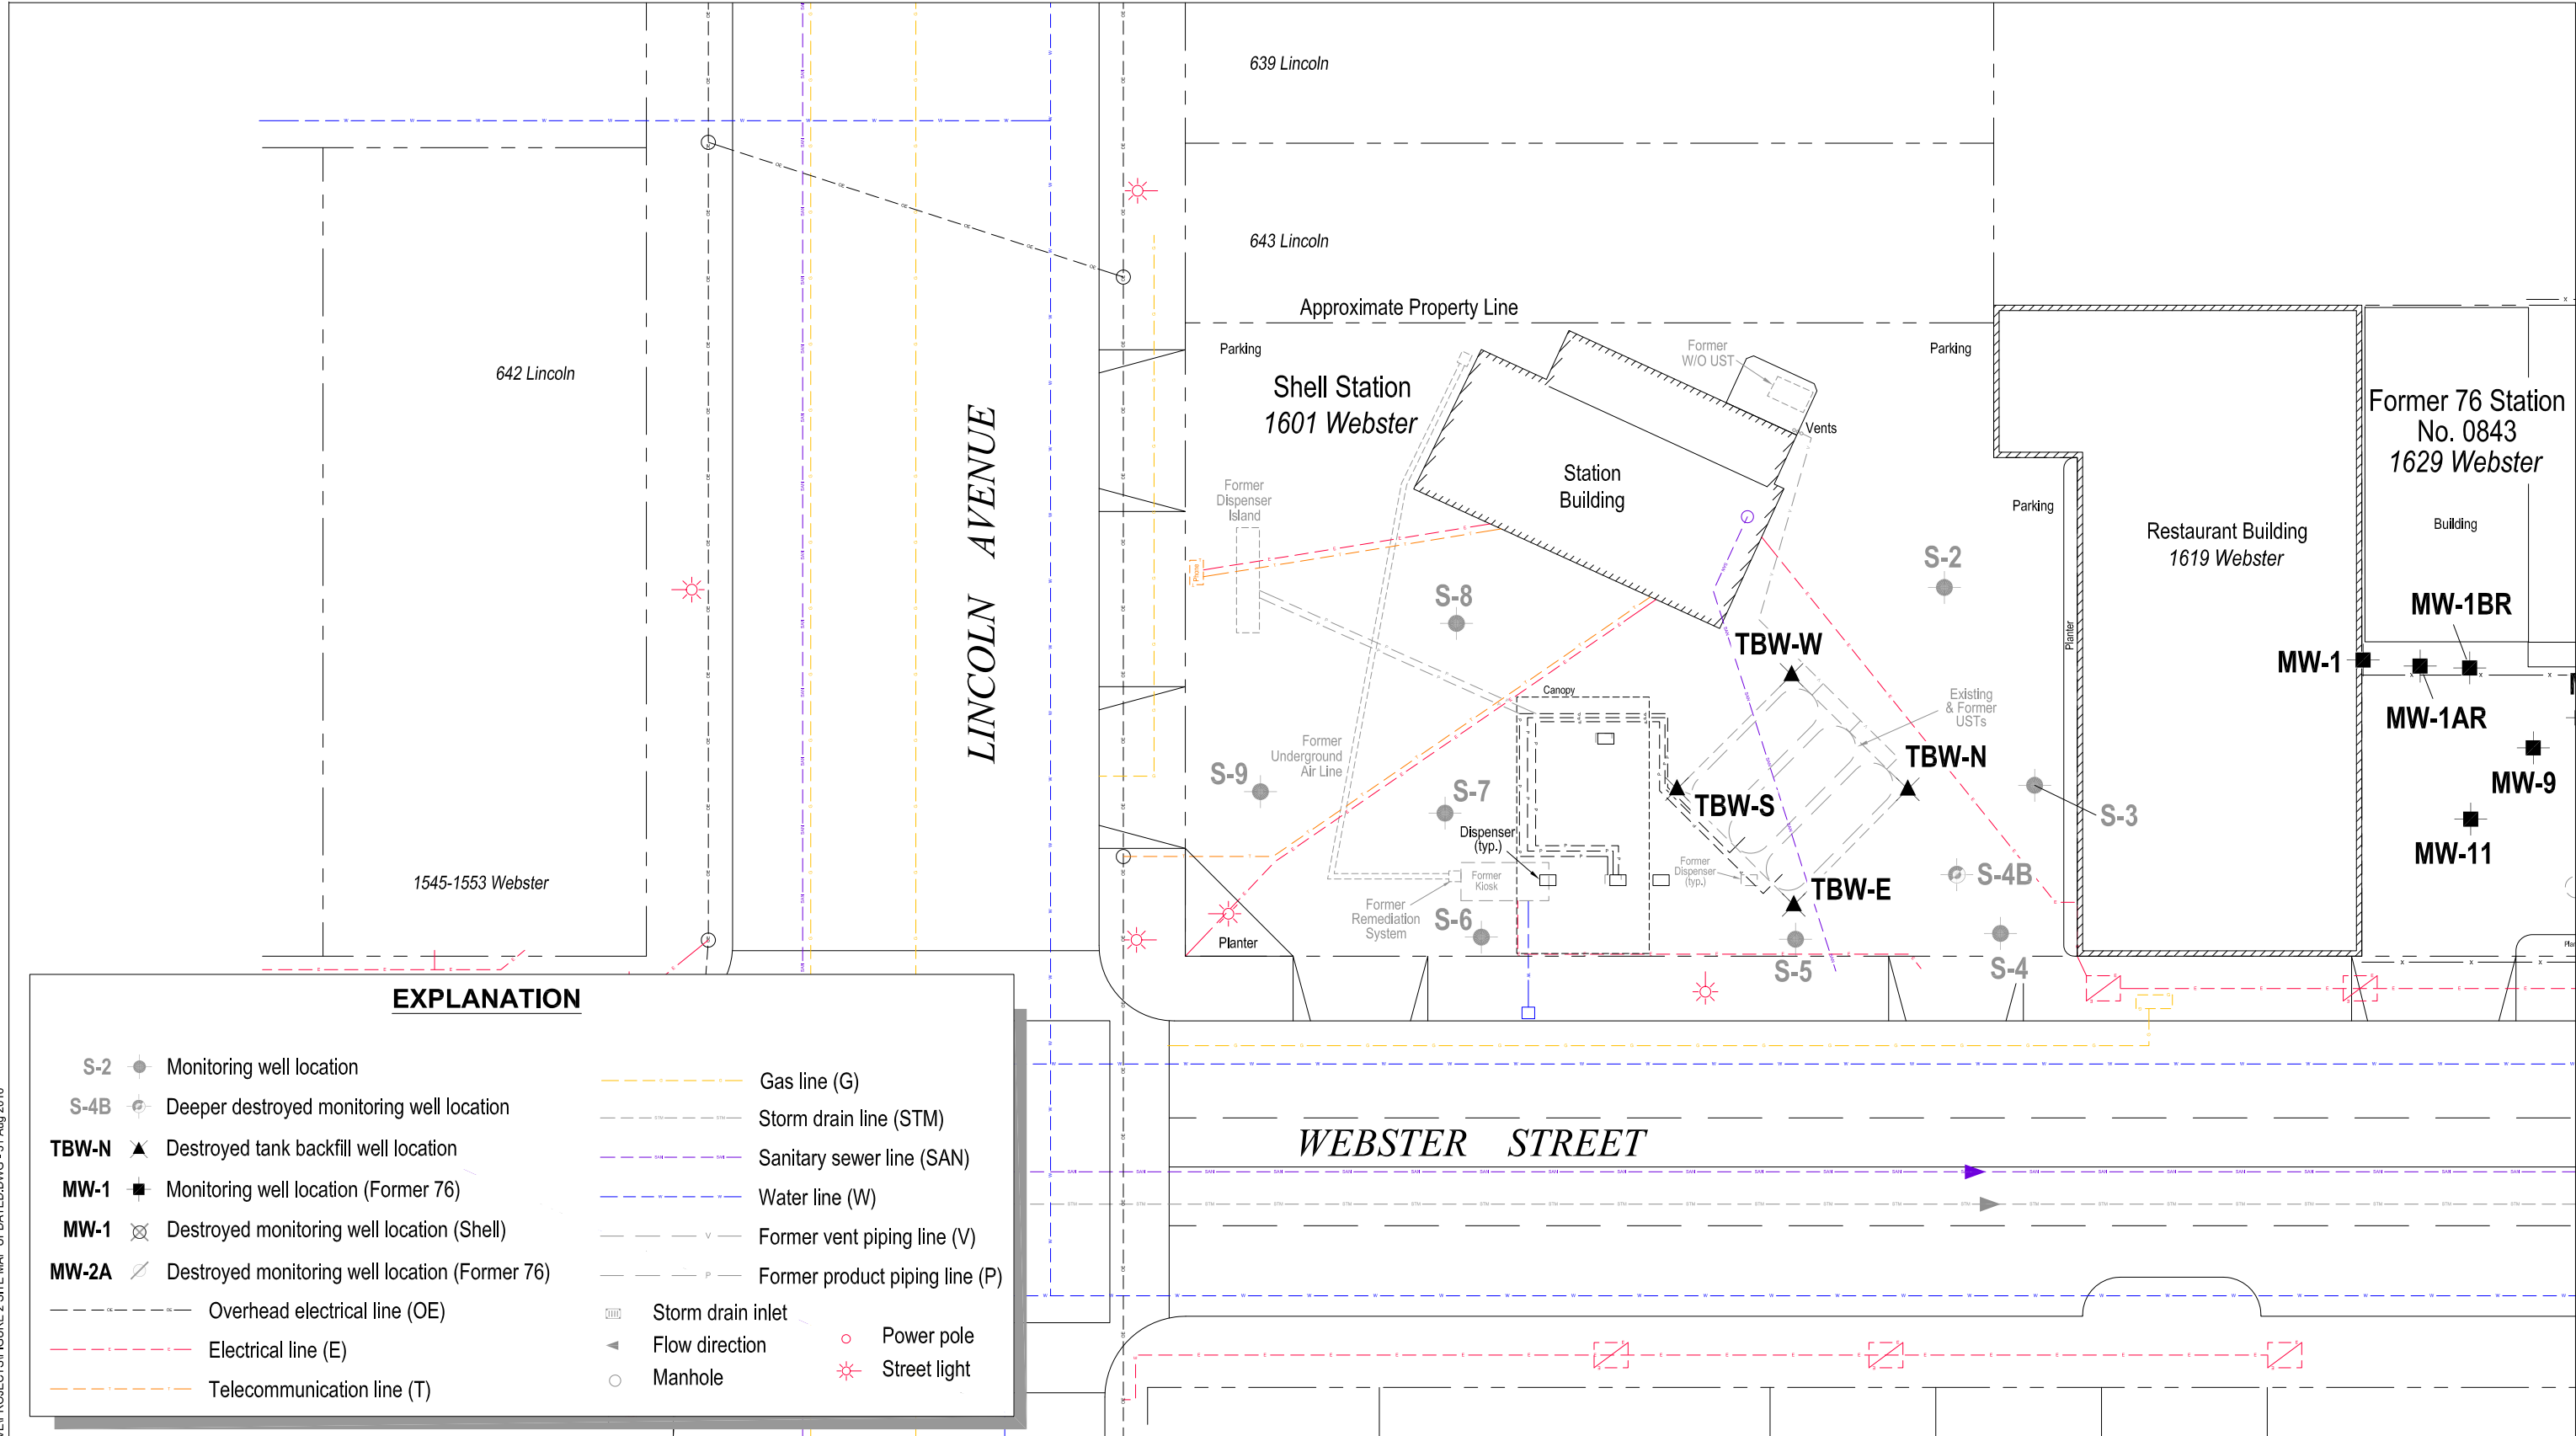 639 Lincoln
643 Lincoln
Approximate Property Line
642 Lincoln
Parking
Former
W/O UST
Parking
Shell Station
1601 Webster
Vents
Former 76 Station
No. 0843
1629 Webster
LINCOLN AVENUE
Station
Building
Former
Dispenser
Island
Parking
Building
Restaurant Building
1619 Webster
S-2
Phone
S-8
MW-1BR
Planter
TBW-W
MW-1
Canopy
Existing
& Former
USTs
MW-1AR
Former
Underground
Air Line
TBW-N
S-9
S-7
TBW-S
MW-9
S-3
Dispenser
(typ.)
MW-11
Former
Kiosk
Former
Dispenser
(typ.)
S-4B
1545-1553 Webster
TBW-E
Former
Remediation
System
S-6
Planter
S-5
S-4
WEBSTER STREET
EXPLANATION
S-2 Monitoring well location
S-4B Deeper destroyed monitoring well location
TBW-N Destroyed tank backfill well location
MW-1 Monitoring well location (Former 76)
MW-1 Destroyed monitoring well location (Shell)
MW-2A Destroyed monitoring well location (Former 76)
OE Overhead electrical line (OE)
E Electrical line (E)
T Telecommunication line (T)
G Gas line (G)
STM Storm drain line (STM)
SAN Sanitary sewer line (SAN)
W Water line (W)
V Former vent piping line (V)
P Former product piping line (P)
Storm drain inlet
Flow direction
Manhole
Power pole
Street light